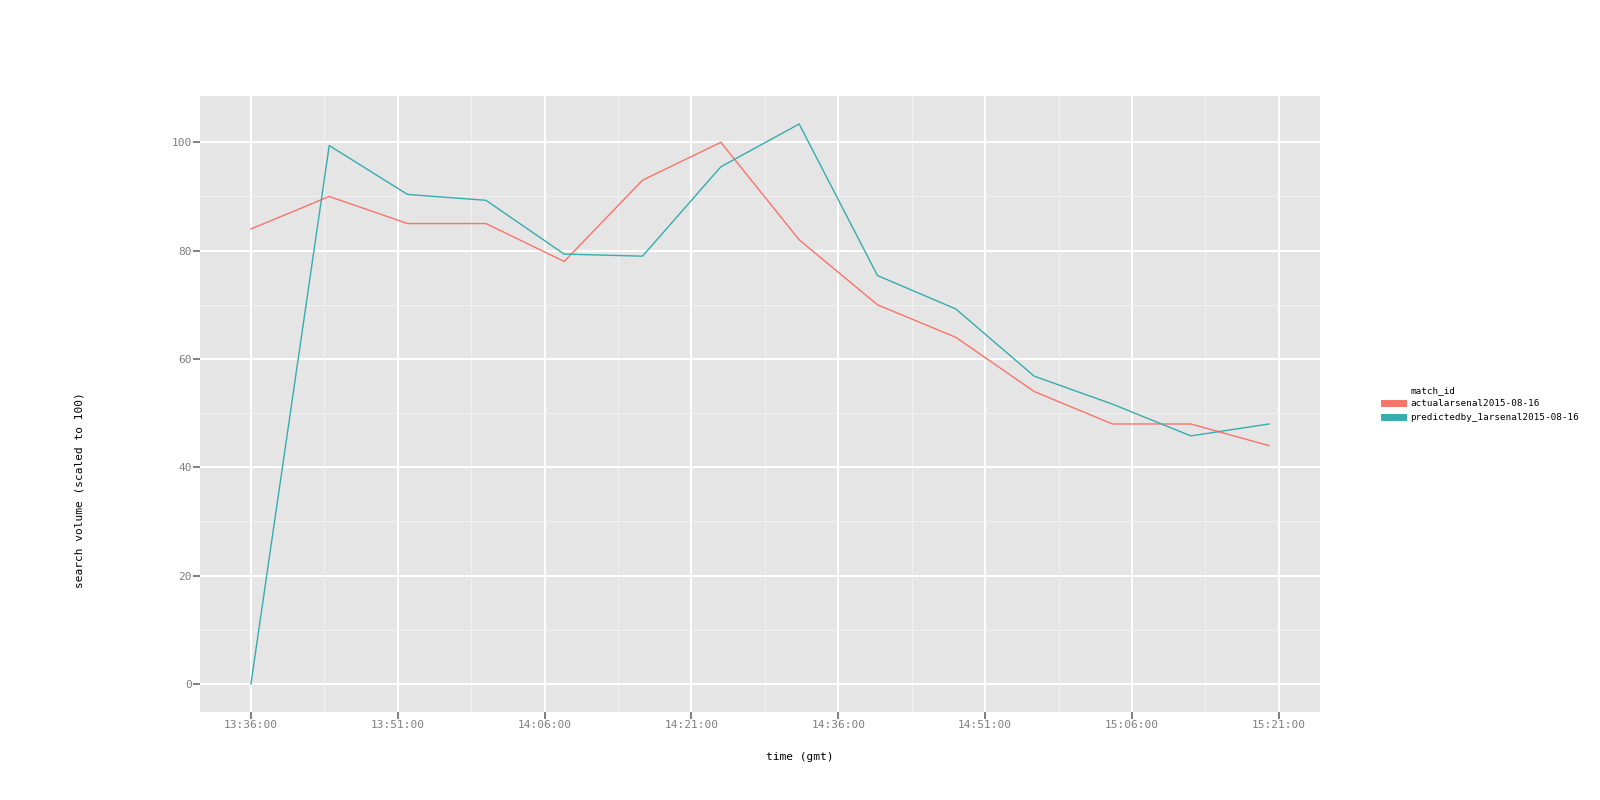 100
80
60
40
20
0
search volume (scaled to 100)
13:36:00 13:51:00 14:06:00 14:21:00 14:36:00 14:51:00 15:06:00 15:21:00
time (gmt)
match_id
actualarsenal2015-08-16
predictedby_1arsenal2015-08-16